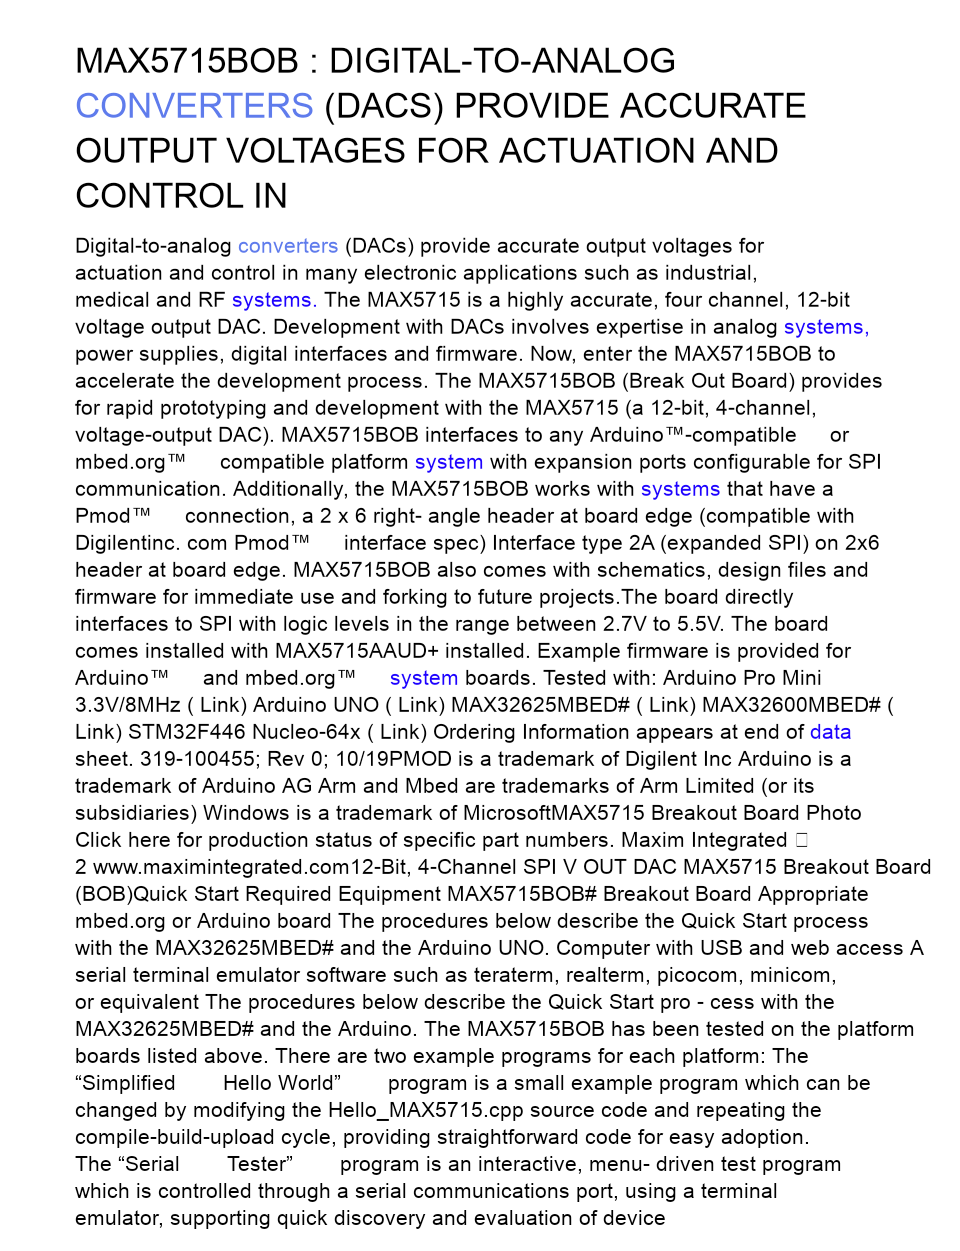 MAX5715BOB : DIGITAL-TO-ANALOG
CONVERTERS (DACS) PROVIDE ACCURATE
OUTPUT VOLTAGES FOR ACTUATION AND
CONTROL IN
Digital-to-analog converters (DACs) provide accurate output voltages for
actuation and control in many electronic applications such as industrial,
medical and RF systems. The MAX5715 is a highly accurate, four channel, 12-bit
voltage output DAC. Development with DACs involves expertise in analog systems,
power supplies, digital interfaces and firmware. Now, enter the MAX5715BOB to
accelerate the development process. The MAX5715BOB (Break Out Board) provides
for rapid prototyping and development with the MAX5715 (a 12-bit, 4-channel,
voltage-output DAC). MAX5715BOB interfaces to any Arduino™-compatible or
mbed.org™ compatible platform system with expansion ports configurable for SPI
communication. Additionally, the MAX5715BOB works with systems that have a
Pmod™ connection, a 2 x 6 right- angle header at board edge (compatible with
Digilentinc. com Pmod™ interface spec) Interface type 2A (expanded SPI) on 2x6
header at board edge. MAX5715BOB also comes with schematics, design files and
firmware for immediate use and forking to future projects.The board directly
interfaces to SPI with logic levels in the range between 2.7V to 5.5V. The board
comes installed with MAX5715AAUD+ installed. Example firmware is provided for
Arduino™ and mbed.org™ system boards. Tested with: Arduino Pro Mini
3.3V/8MHz ( Link) Arduino UNO ( Link) MAX32625MBED# ( Link) MAX32600MBED# (
Link) STM32F446 Nucleo-64x ( Link) Ordering Information appears at end of data
sheet. 319-100455; Rev 0; 10/19PMOD is a trademark of Digilent Inc Arduino is a
trademark of Arduino AG Arm and Mbed are trademarks of Arm Limited (or its
subsidiaries) Windows is a trademark of MicrosoftMAX5715 Breakout Board Photo
Click here for production status of specific part numbers. Maxim Integrated □
2 www.maximintegrated.com12-Bit, 4-Channel SPI V OUT DAC MAX5715 Breakout Board
(BOB)Quick Start Required Equipment MAX5715BOB# Breakout Board Appropriate
mbed.org or Arduino board The procedures below describe the Quick Start process
with the MAX32625MBED# and the Arduino UNO. Computer with USB and web access A
serial terminal emulator software such as teraterm, realterm, picocom, minicom,
or equivalent The procedures below describe the Quick Start pro - cess with the
MAX32625MBED# and the Arduino. The MAX5715BOB has been tested on the platform
boards listed above. There are two example programs for each platform: The
“Simplified Hello World” program is a small example program which can be
changed by modifying the Hello_MAX5715.cpp source code and repeating the
compile-build-upload cycle, providing straightforward code for easy adoption.
The “Serial Tester” program is an interactive, menu- driven test program
which is controlled through a serial communications port, using a terminal
emulator, supporting quick discovery and evaluation of device